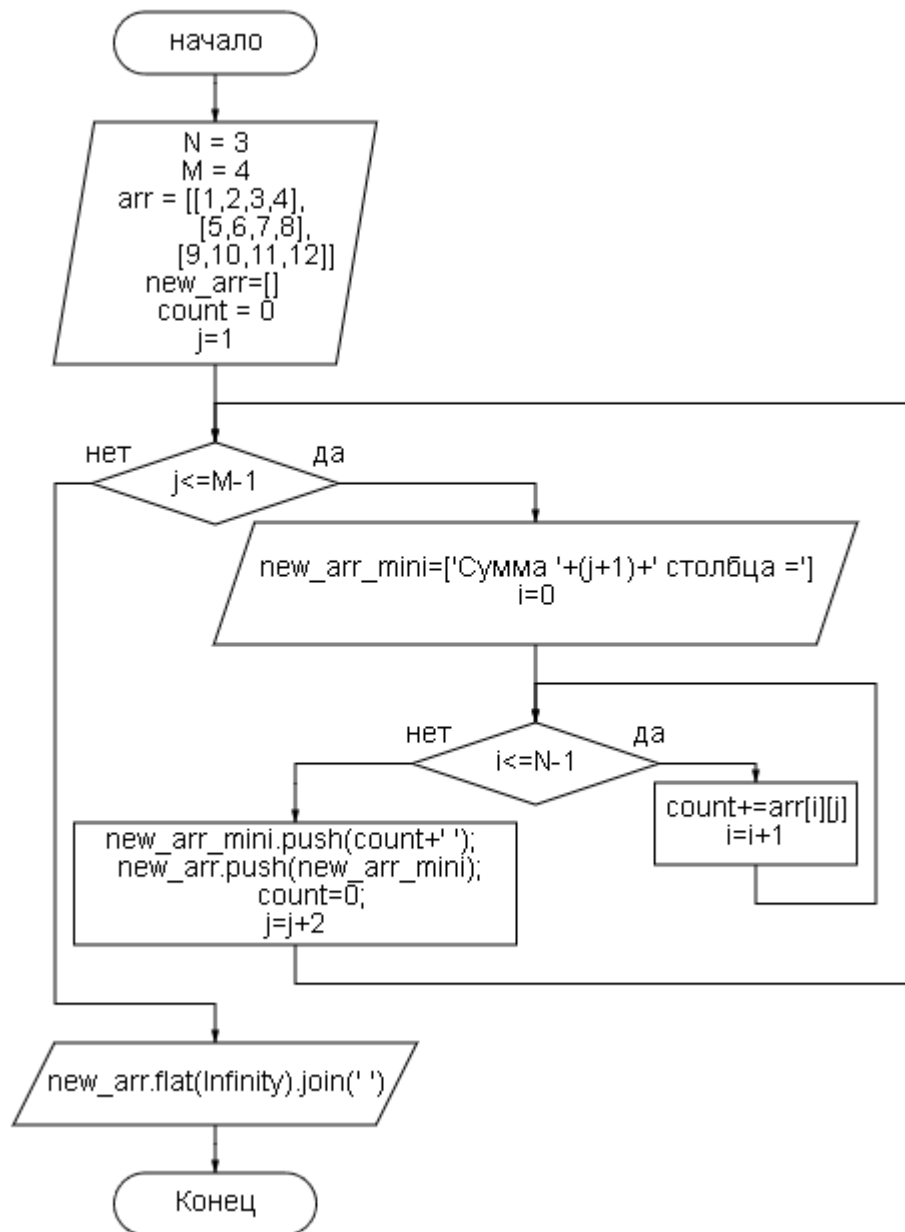 начало
N = 3
M = 4
arr = [[1,2,3,4],
[5,6,7,8],
[9,10,11,12]]
new_arr=[]
count = 0
j=1
нет
да
j<=M-1
new_arr_mini=['Сумма '+(j+1)+' столбца =']
i=0
нет
да
i<=N-1
count+=arr[i][j]
i=i+1
new_arr_mini.push(count+' ');
new_arr.push(new_arr_mini);
count=0;
j=j+2
new_arr.flat(Infinity).join(' ')
Конец